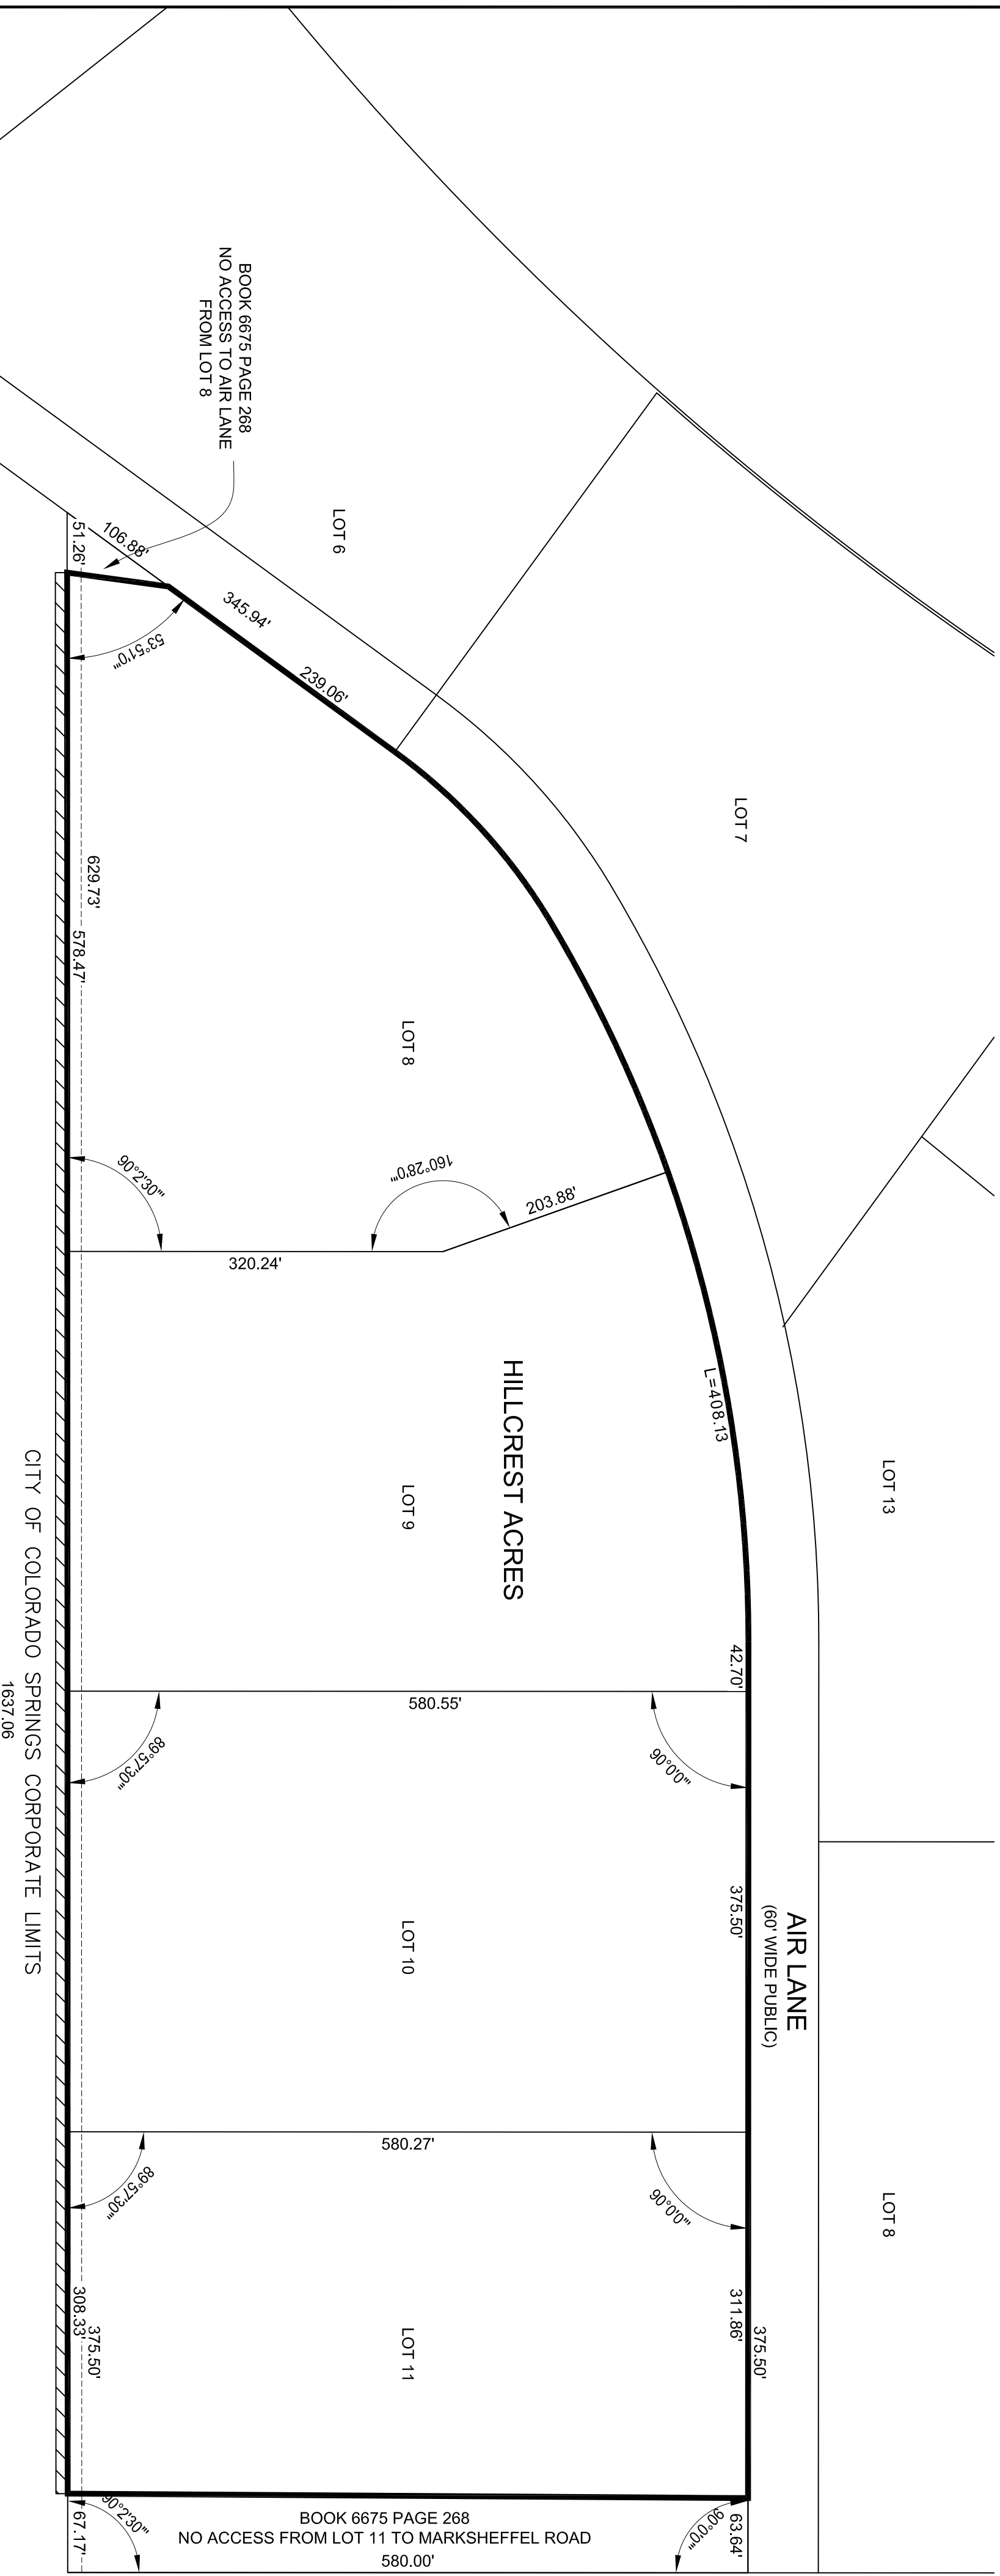 BOOK 6675 PAGE 268
NO ACCESS TO AIR LANE
FROM LOT 8
LOT 6
51.26'
106.88'
345.94'
53°51'0"'
239.06'
LOT 7
629.73'
578.47'
LOT 8
90°2'30"'
160°28'0"'
203.88'
320.24'
HILLCREST ACRES
L=408.13
LOT 9
LOT 13
CITY OF COLORADO SPRINGS CORPORATE LIMITS
1637.06
42.70'
580.55'
89°57'30"'
90°0'0"'
375.50'
AIR LANE
(60' WIDE PUBLIC)
LOT 10
580.27'
89°57'30"'
90°0'0"'
LOT 8
308.33'
375.50'
311.86'
375.50'
LOT 11
90°2'30"'
67.17'
BOOK 6675 PAGE 268
NO ACCESS FROM LOT 11 TO MARKSHEFFEL ROAD
580.00'
90°0'0"
63.64'